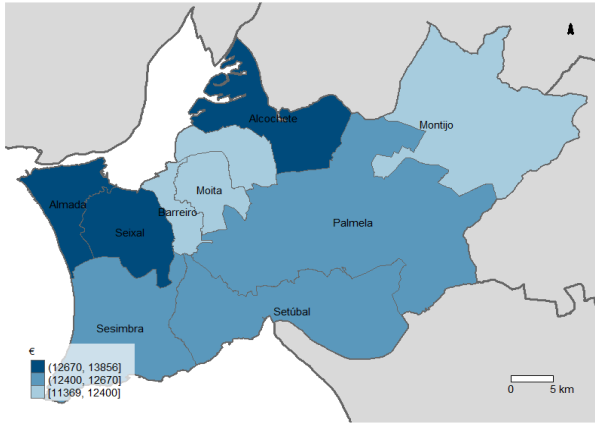 Alcochete
Montijo
Almada
Moita
Barreiro
Seixal
Palmela
Setúbal
Sesimbra
€
(12670, 13856]
(12400, 12670]
[11369, 12400]
0 5 km